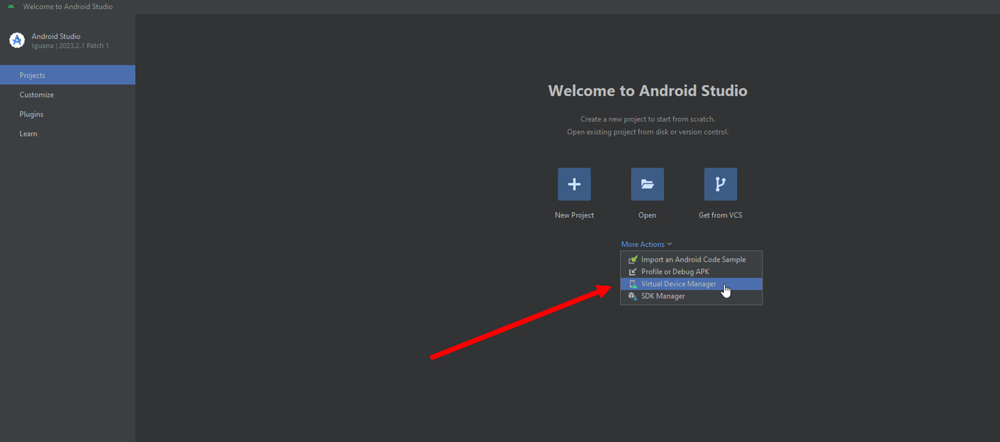 Welcome to Android Studio
Android Studio
Iguana | 2023.2.1 Patch 1
Projects
Customize
Plugins
Learn
Welcome to Android Studio
Create a new project to start from scratch.
Open existing project from disk or version control.
New Project
Open
Get from VCS
More Actions
Import an Android Code Sample
Profile or Debug APK
Virtual Device Manager
SDK Manager